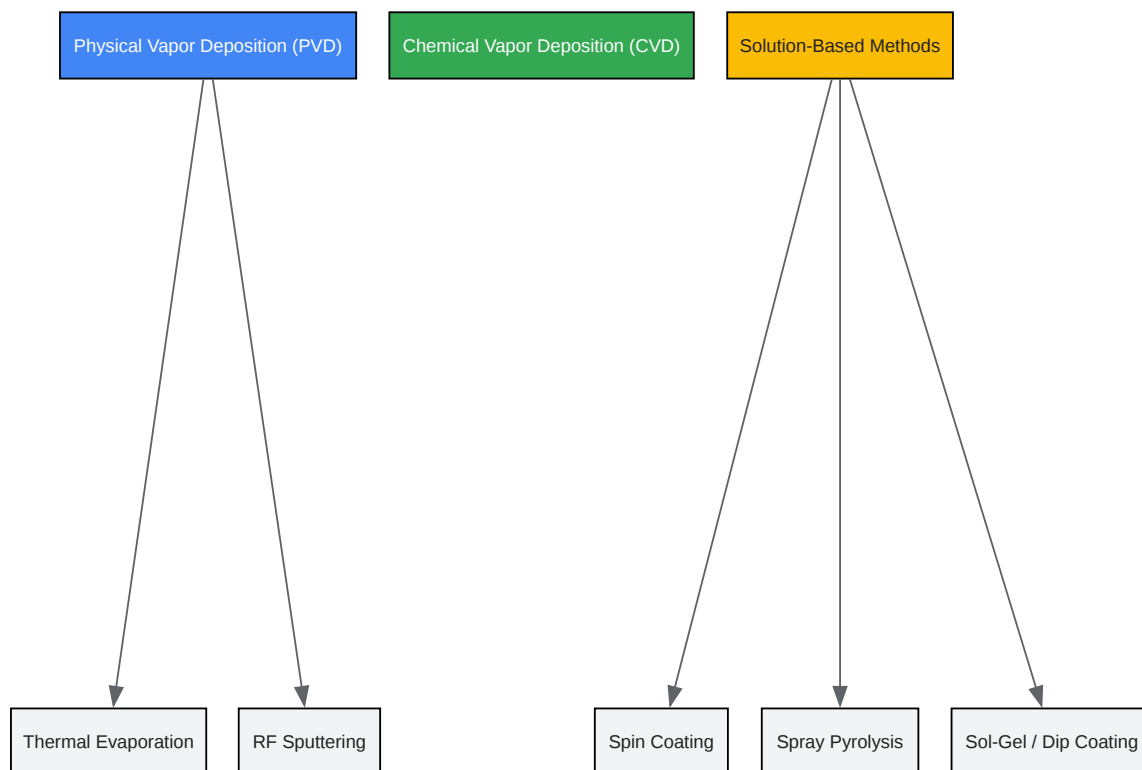 Physical Vapor Deposition (PVD)
Chemical Vapor Deposition (CVD)
Solution-Based Methods
Thermal Evaporation
RF Sputtering
Spin Coating
Spray Pyrolysis
Sol-Gel / Dip Coating